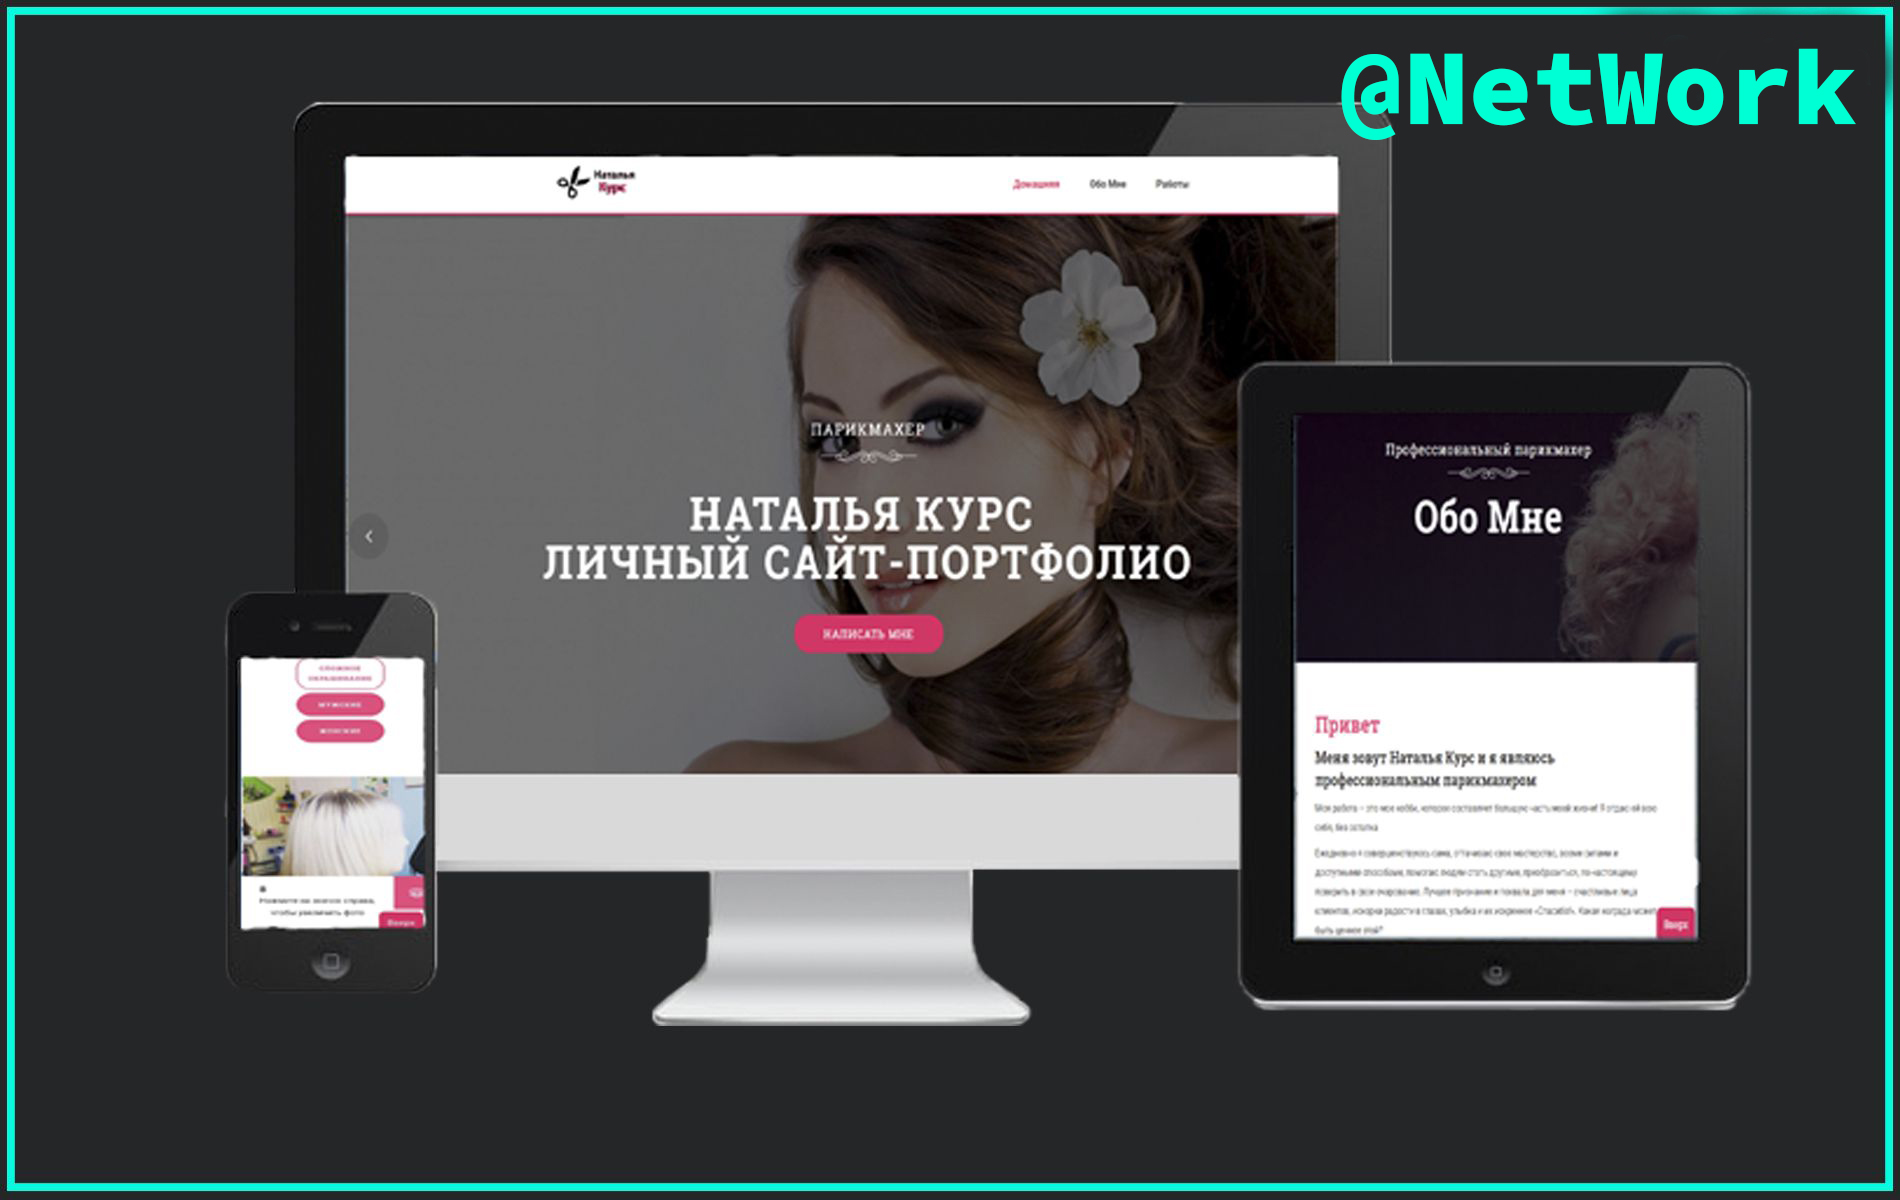 @NetWork
Наталья
Курс
Домашняя
Обо Мне
Работы
ПАРИКМАХЕР
НАТАЛЬЯ КУРС
ЛИЧНЫЙ САЙТ-ПОРТФОЛИО
НАПИСАТЬ МНЕ
Профессиональный парикмахер
Обо Мне
Привет
Меня зовут Наталья Курс и я являюсь
профессиональным парикмахером
Моя работа – это мое хобби, которое составляет большую часть моей жизни! Я отдаю ей всю
себя, без остатка
Ежедневно я совершенствуюсь сама, оттачиваю свое мастерство, всеми силами и
доступными способами, помогаю людям стать другими, преобразиться, по-настоящему
поверить в свое очарование. Лучшее признание и похвала для меня – счастливые лица
клиентов, искорки радости в глазах, улыбка и их искреннее «Спасибо!». Какая награда может
быть ценнее этой?
Вверх
СЛОЖНОЕ
ОКРАШИВАНИЕ
МУЖСКИЕ
ЖЕНСКИЕ
Нажмите на значок справа,
чтобы увеличить фото
Вверх